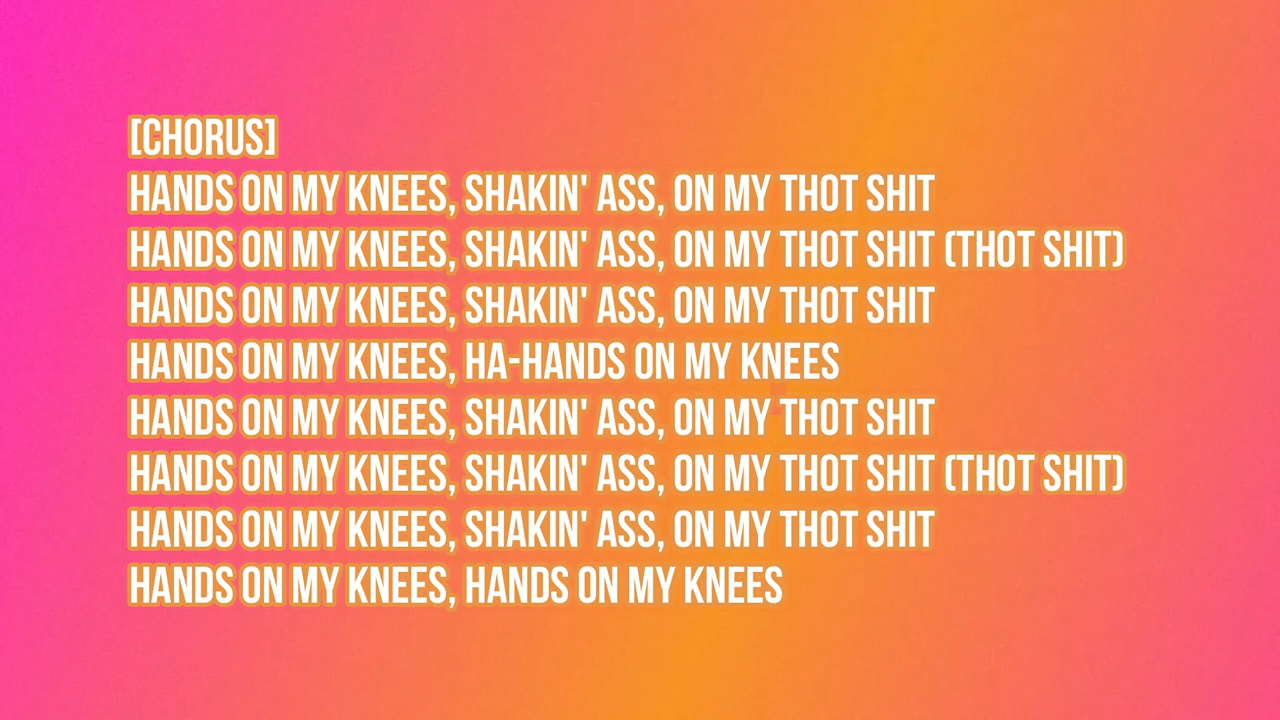 [CHORUS]
HANDS ON MY KNEES, SHAKIN' ASS, ON MY THOT SHIT
HANDS ON MY KNEES, SHAKIN' ASS, ON MY THOT SHIT (THOT SHIT)
HANDS ON MY KNEES, SHAKIN' ASS, ON MY THOT SHIT
HANDS ON MY KNEES, HA-HANDS ON MY KNEES
HANDS ON MY KNEES, SHAKIN' ASS, ON MY THOT SHIT
HANDS ON MY KNEES, SHAKIN' ASS, ON MY THOT SHIT (THOT SHIT)
HANDS ON MY KNEES, SHAKIN' ASS, ON MY THOT SHIT
HANDS ON MY KNEES, HANDS ON MY KNEES